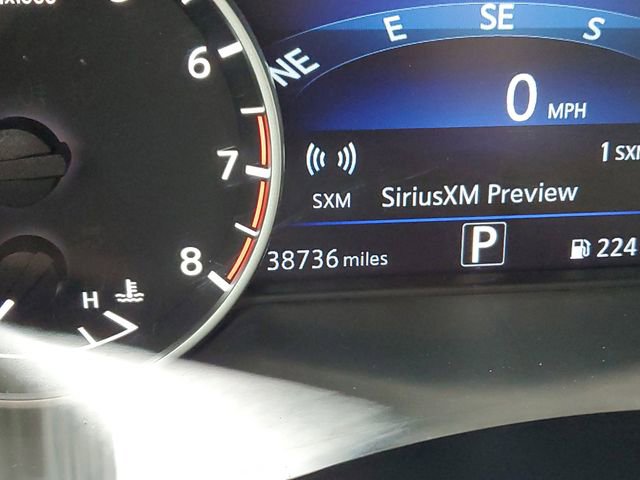 6
7
8
H
NE E SE S
0 MPH
1 SXM
SXM SiriusXM Preview
38736 miles P 224